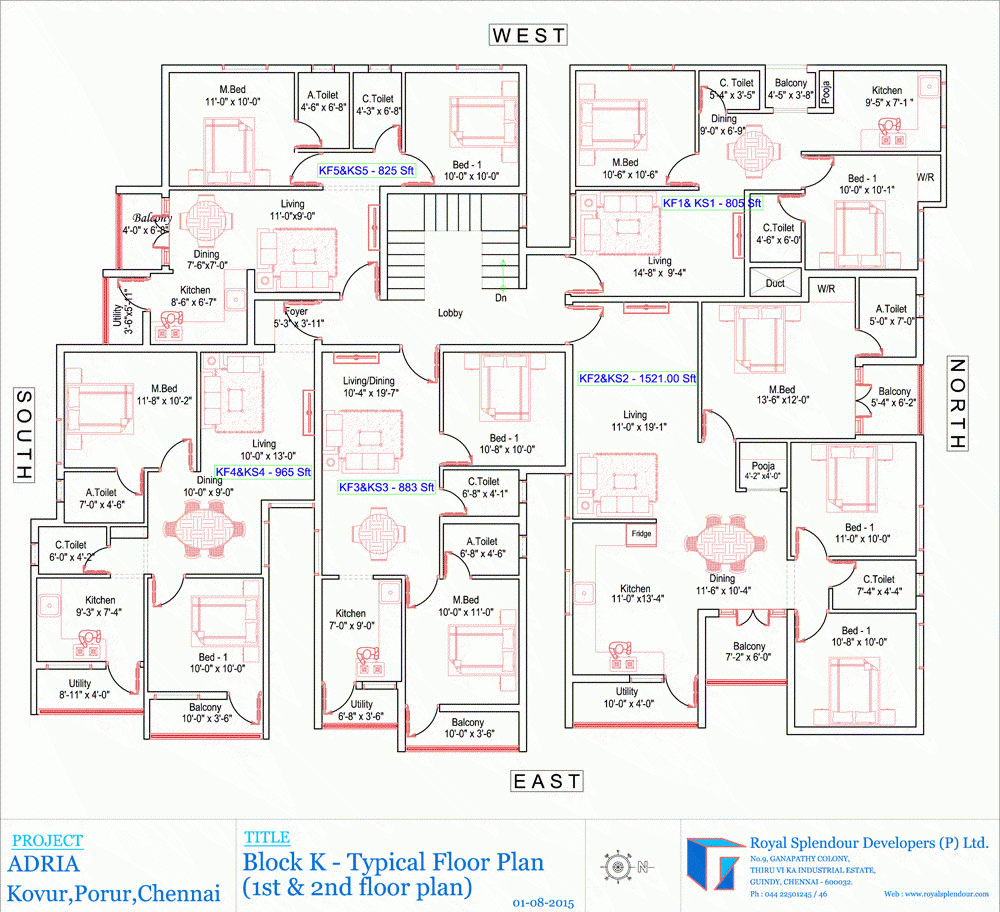 WEST
M.Bed
11'-0" x 10'-0"
A.Toilet
4'-6" x 6'-8"
C.Toilet
4'-3" x 6'-8"
Bed - 1
10'-0" x 10'-0"
KF5&KS5 - 825 Sft
Living
11'-0"x9'-0"
Balcony
4'-0" x 6'-8"
Dining
7'-6"x7'-0"
Kitchen
8'-6" x 6'-7"
Utility
3'-6"x5'-11"
Foyer
5'-3" x 3'-11"
Lobby
Dn
C. Toilet
5'-4" x 3'-5"
Balcony
4'-5" x 3'-8"
Pooja
Kitchen
9'-5" x 7'-1 "
Dining
9'-0" x 6'-9"
M.Bed
10'-6" x 10'-6"
Bed - 1
10'-0" x 10'-1"
W/R
KF1& KS1 - 805 Sft
C.Toilet
4'-6" x 6'-0"
Living
14'-8" x 9'-4"
Duct
W/R
A.Toilet
5'-0" x 7'-0"
SOUTH
NORTH
M.Bed
11'-8" x 10'-2"
Living
10'-0" x 13'-0"
KF4&KS4 - 965 Sft
A.Toilet
7'-0" x 4'-6"
Dining
10'-0" x 9'-0"
C.Toilet
6'-0" x 4'-2"
Kitchen
9'-3" x 7'-4"
Bed - 1
10'-0" x 10'-0"
Utility
8'-11" x 4'-0"
Balcony
10'-0" x 3'-6"
Living/Dining
10'-4" x 19'-7"
Bed - 1
10'-8" x 10'-0"
KF3&KS3 - 883 Sft
C.Toilet
6'-8" x 4'-1"
A.Toilet
6'-8" x 4'-6"
M.Bed
10'-0" x 11'-0"
Kitchen
7'-0" x 9'-0"
Utility
6'-8" x 3'-6"
Balcony
10'-0" x 3'-6"
KF2&KS2 - 1521.00 Sft
M.Bed
13'-6" x12'-0"
Balcony
5'-4" x 6'-2"
Living
11'-0" x 19'-1"
Pooja
4'-2" x4'-0"
Bed - 1
11'-0" x 10'-0"
Fridge
Dining
11'-6" x 10'-4"
C.Toilet
7'-4" x 4'-4"
Kitchen
11'-0" x13'-4"
Bed - 1
10'-8" x 10'-0"
Balcony
7'-2" x 6'-0"
Utility
10'-0" x 4'-0"
EAST
PROJECT
ADRIA
Kovur,Porur,Chennai
TITLE
Block K - Typical Floor Plan
(1st & 2nd floor plan)
01-08-2015
N
Royal Splendour Developers (P) Ltd.
No.9, GANAPATHY COLONY,
THIRU VI KA INDUSTRIAL ESTATE,
GUINDY, CHENNAI - 600032.
Ph : 044 22501245 / 46
Web : www.royalsplendour.com